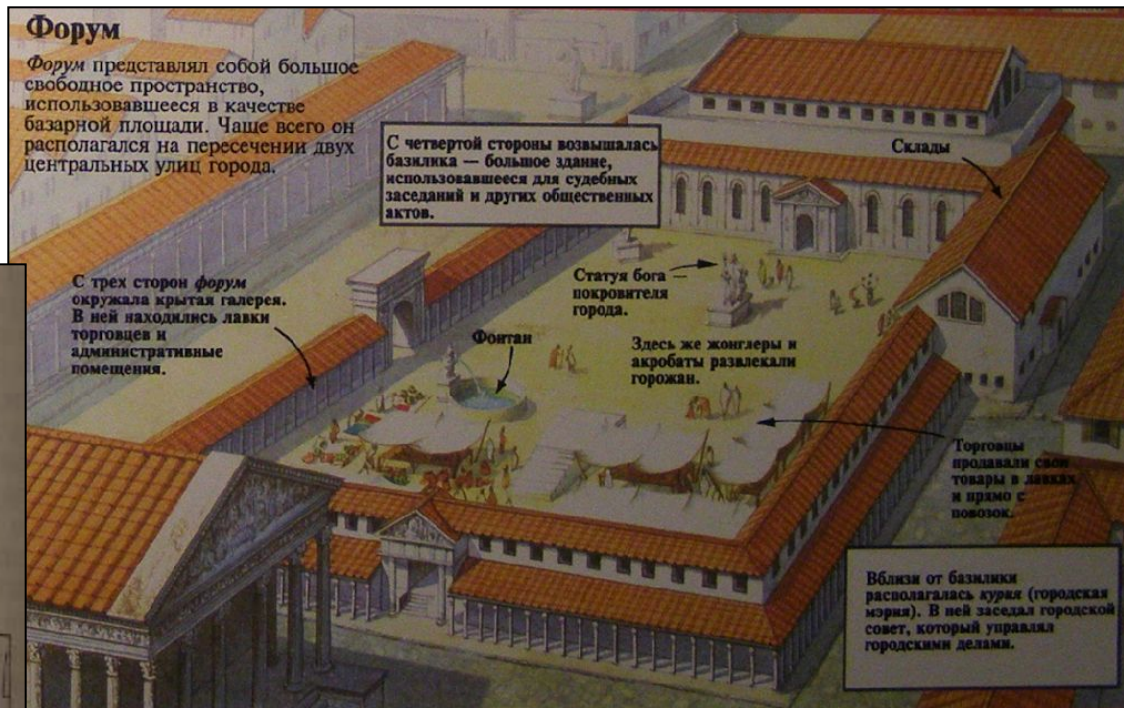 Форум
Форум представлял собой большое
свободное пространство,
использовавшееся в качестве
базарной площади. Чаще всего он
располагался на пересечении двух
центральных улиц города.
С четвертой стороны возвышалась
базилика — большое здание,
использовавшееся для судебных
заседаний и других общественных
актов.
Склады
С трех сторон форум
окружала крытая галерея.
В ней находились лавки
торговцев и
административные
помещения.
Фонтан
Статуя бога —
покровителя
города.
Здесь же жонглеры и
акробаты развлекали
горожан.
Торговцы
продавали свои
товары в лавках
и прямо с
повозок.
Вблизи от базилики
располагалась курия (городская
мэрия). В ней заседал городской
совет, который управлял
городскими делами.